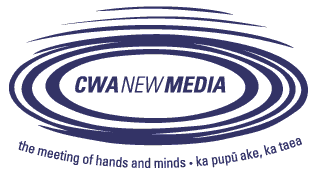 CWA NEW MEDIA
the meeting of hands and minds • ka pupū ake, ka taea